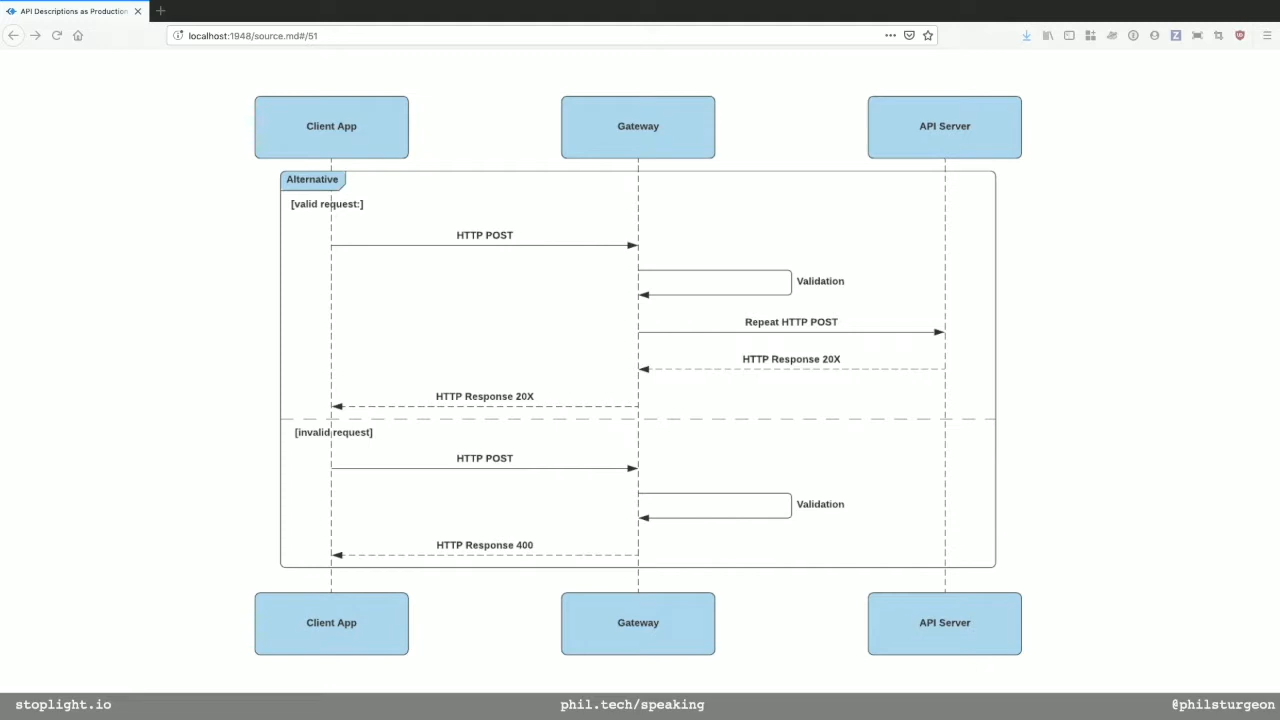 API Descriptions as Production
localhost:1948/source.md#/51
Client App
Gateway
API Server
Alternative
[valid request:]
HTTP POST
Validation
Repeat HTTP POST
HTTP Response 20X
HTTP Response 20X
[invalid request]
HTTP POST
Validation
HTTP Response 400
Client App
Gateway
API Server
stoplight.io
phil.tech/speaking
@philsturgeon